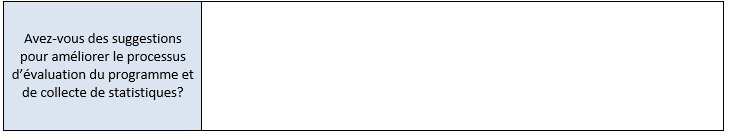 Avez-vous des suggestions
pour améliorer le processus
d’évaluation du programme et
de collecte de statistiques?